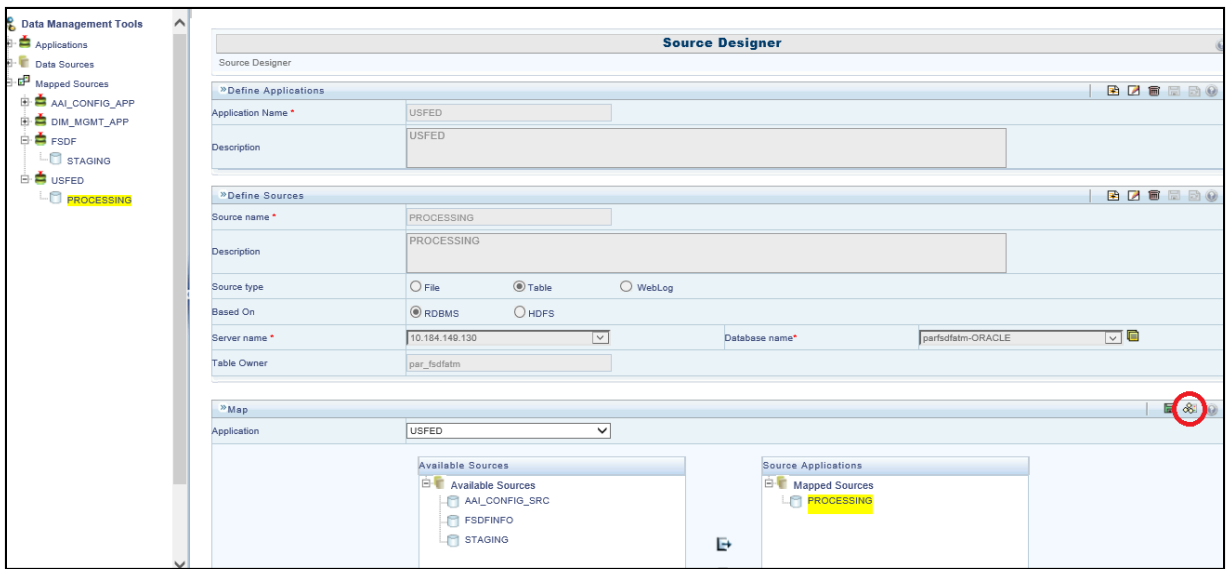 Data Management Tools
Applications
Data Sources
Mapped Sources
AAI_CONFIG_APP
DIM_MGMT_APP
FSDF
STAGING
USFED
PROCESSING
Source Designer
Source Designer
»Define Applications
Application Name * USFED
Description USFED
»Define Sources
Source name * PROCESSING
Description PROCESSING
Source type File Table WebLog
Based On RDBMS HDFS
Server name * 10.184.149.130 Database name* parfsdfatm-ORACLE
Table Owner par_fsdfatm
»Map
Application USFED
Available Sources Source Applications
Available Sources Mapped Sources
AAI_CONFIG_SRC PROCESSING
FSDFINFO
STAGING